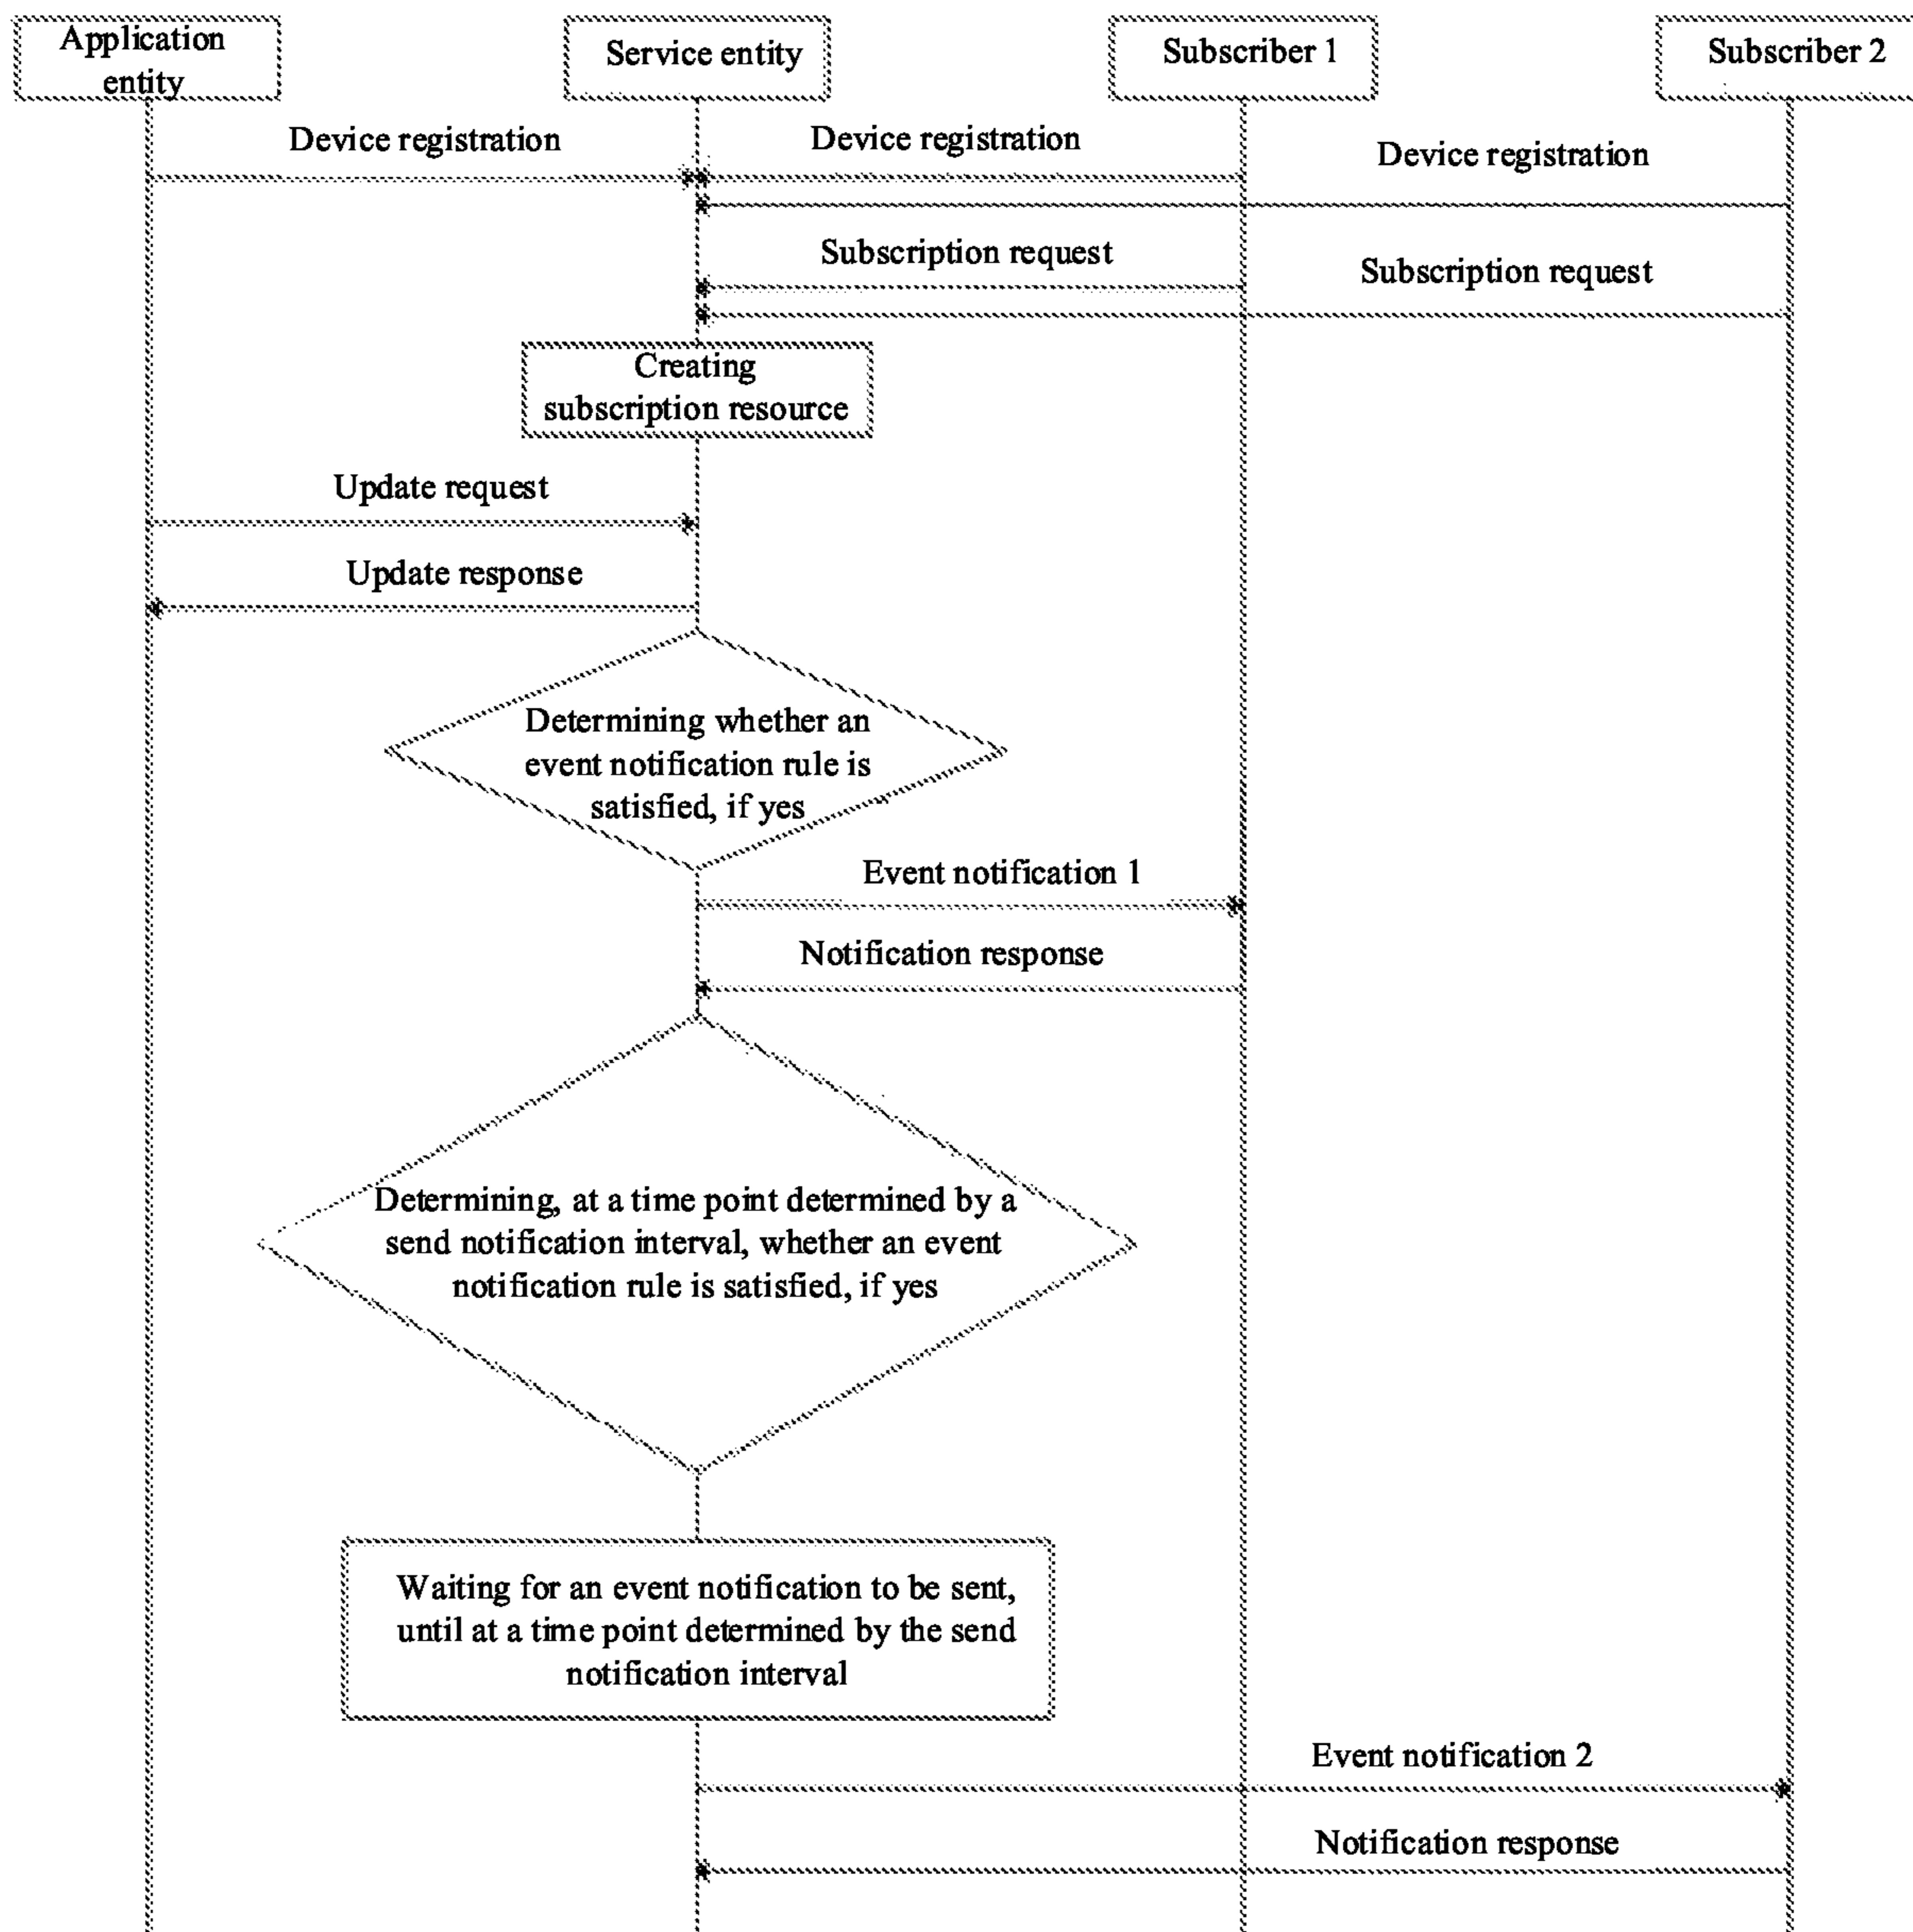 Application
entity
Service entity
Subscriber 1
Subscriber 2
Device registration
Device registration
Device registration
Subscription request
Subscription request
Creating
subscription resource
Update request
Update response
Determining whether an
event notification rule is
satisfied, if yes
Event notification 1
Notification response
Determining, at a time point determined by a
send notification interval, whether an event
notification rule is satisfied, if yes
Waiting for an event notification to be sent,
until at a time point determined by the send
notification interval
Event notification 2
Notification response